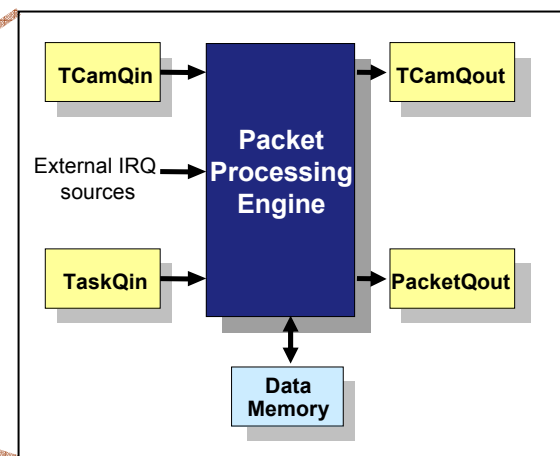 TCamQin
TCamQout
Packet
Processing
Engine
External IRQ
sources
TaskQin
PacketQout
Data
Memory